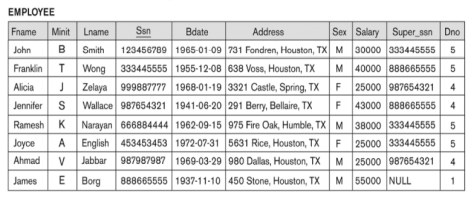 EMPLOYEE
Fname Minit Lname Ssn Bdate Address Sex Salary Super_ssn Dno
John B Smith 123456789 1965-01-09 731 Fondren, Houston, TX M 30000 333445555 5
Franklin T Wong 333445555 1955-12-08 638 Voss, Houston, TX M 40000 888665555 5
Alicia J Zelaya 999887777 1968-01-19 3321 Castle, Spring, TX F 25000 987654321 4
Jennifer S Wallace 987654321 1941-06-20 291 Berry, Bellaire, TX F 43000 888665555 4
Ramesh K Narayan 666884444 1962-09-15 975 Fire Oak, Humble, TX M 38000 333445555 5
Joyce A English 453453453 1972-07-31 5631 Rice, Houston, TX F 25000 333445555 5
Ahmad V Jabbar 987987987 1969-03-29 980 Dallas, Houston, TX M 25000 987654321 4
James E Borg 888665555 1937-11-10 450 Stone, Houston, TX M 55000 NULL 1